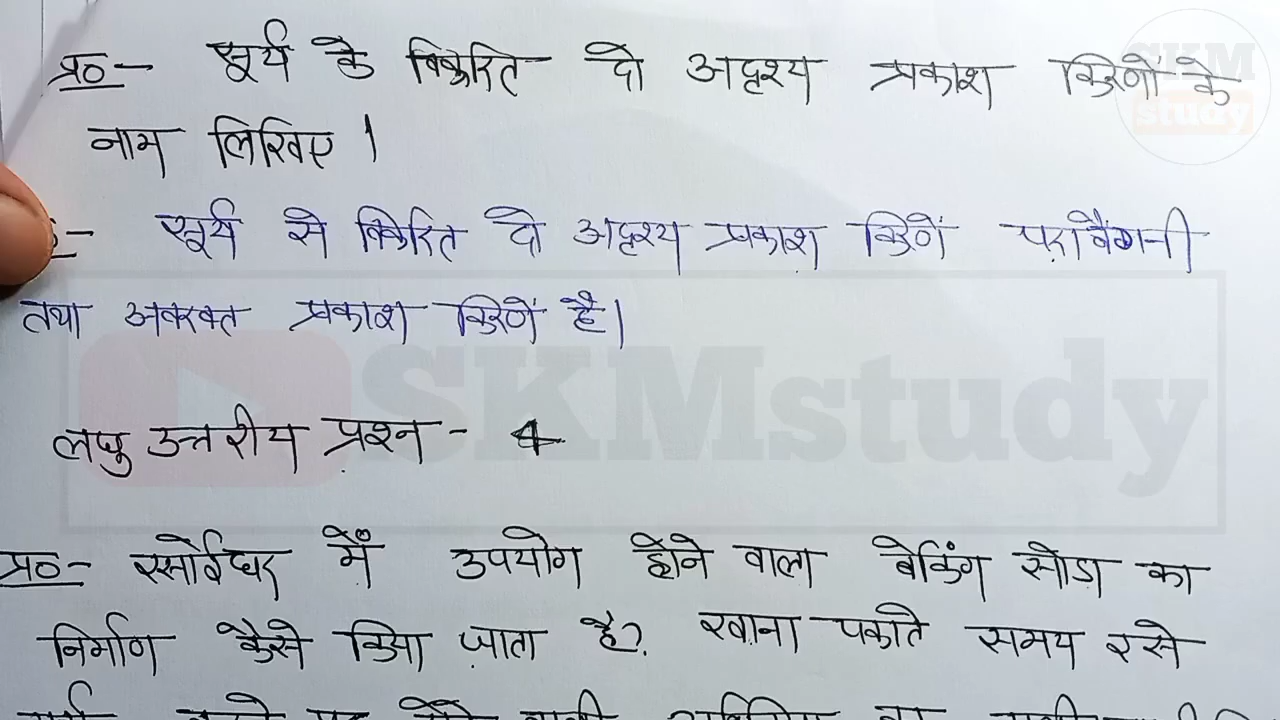 प्र०- सूर्य के विकिरित दो अदृश्य प्रकाश किरणों के
नाम लिखिए।
सूर्य से विकिरित दो अदृश्य प्रकाश किरणें पराबैंगनी
तथा अवरक्त प्रकाश किरणें है।
लघु उत्तरीय प्रश्न - 4
प्र०- रसोईघर में उपयोग होने वाला बेकिंग सोडा का
निर्माण कैसे किया जाता है? खाना पकाते समय इसे
SKM
study
SKMstudy